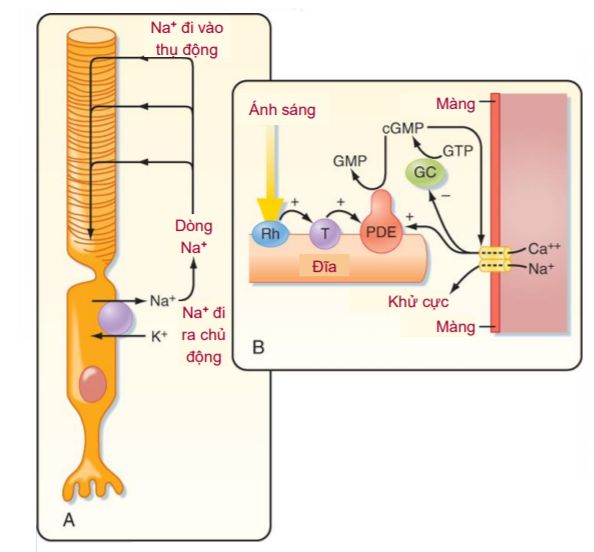 Na⁺ đi vào
thụ động
Dòng
Na⁺
Na⁺
Na⁺ đi
ra chủ
động
K⁺
A
Ánh sáng
Màng
cGMP
GTP
GMP
GC
–
+
+
+
Rh
T
PDE
Đĩa
Ca⁺⁺
Na⁺
Khử cực
Màng
B